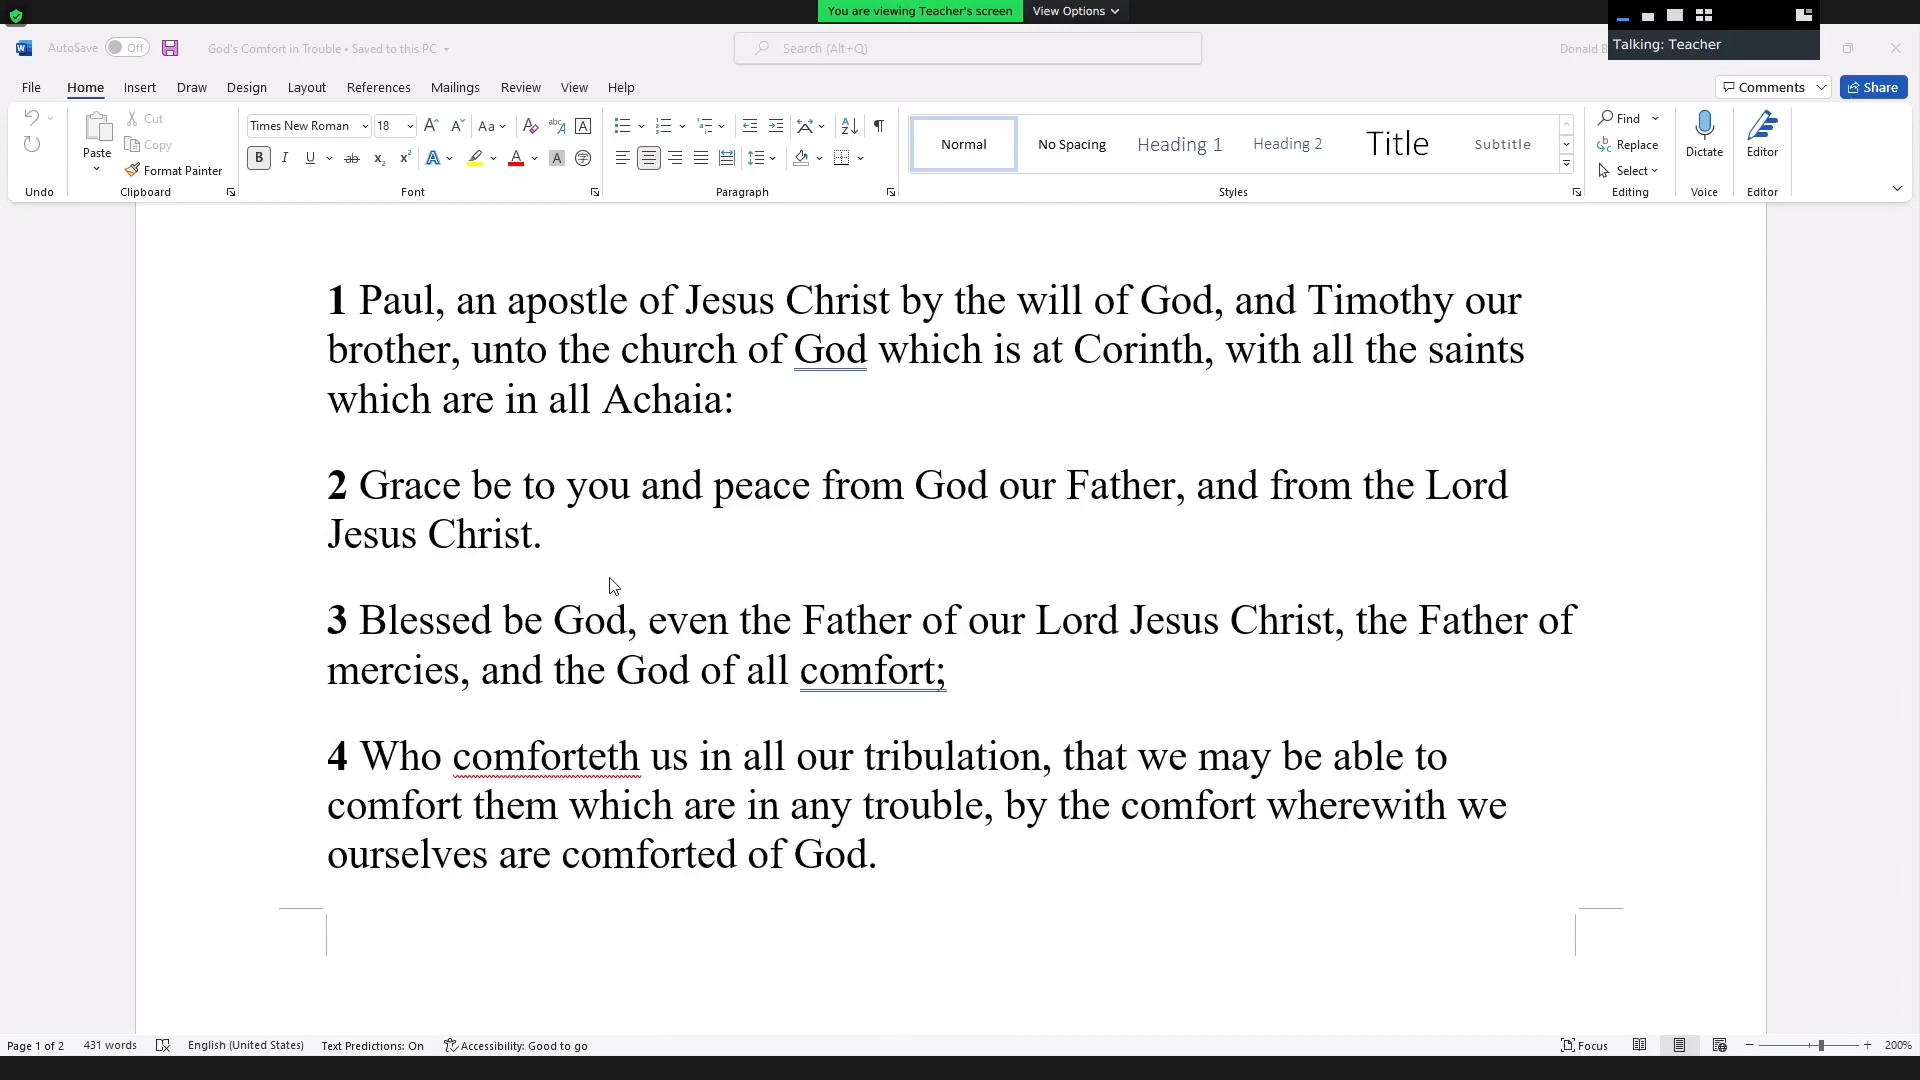 You are viewing Teacher's screen View Options
AutoSave Off God's Comfort in Trouble • Saved to this PC Search (Alt+Q) Donald B
Talking: Teacher
File Home Insert Draw Design Layout References Mailings Review View Help Comments Share
Paste Cut Copy Format Painter
Times New Roman 18 Aa
Normal No Spacing Heading 1 Heading 2 Title Subtitle
Find Replace Select Dictate Editor
Undo Clipboard Font Paragraph Styles Editing Voice Editor
1 Paul, an apostle of Jesus Christ by the will of God, and Timothy our
brother, unto the church of God which is at Corinth, with all the saints
which are in all Achaia:
2 Grace be to you and peace from God our Father, and from the Lord
Jesus Christ.
3 Blessed be God, even the Father of our Lord Jesus Christ, the Father of
mercies, and the God of all comfort;
4 Who comforteth us in all our tribulation, that we may be able to
comfort them which are in any trouble, by the comfort wherewith we
ourselves are comforted of God.
Page 1 of 2 431 words English (United States) Text Predictions: On Accessibility: Good to go Focus 200%